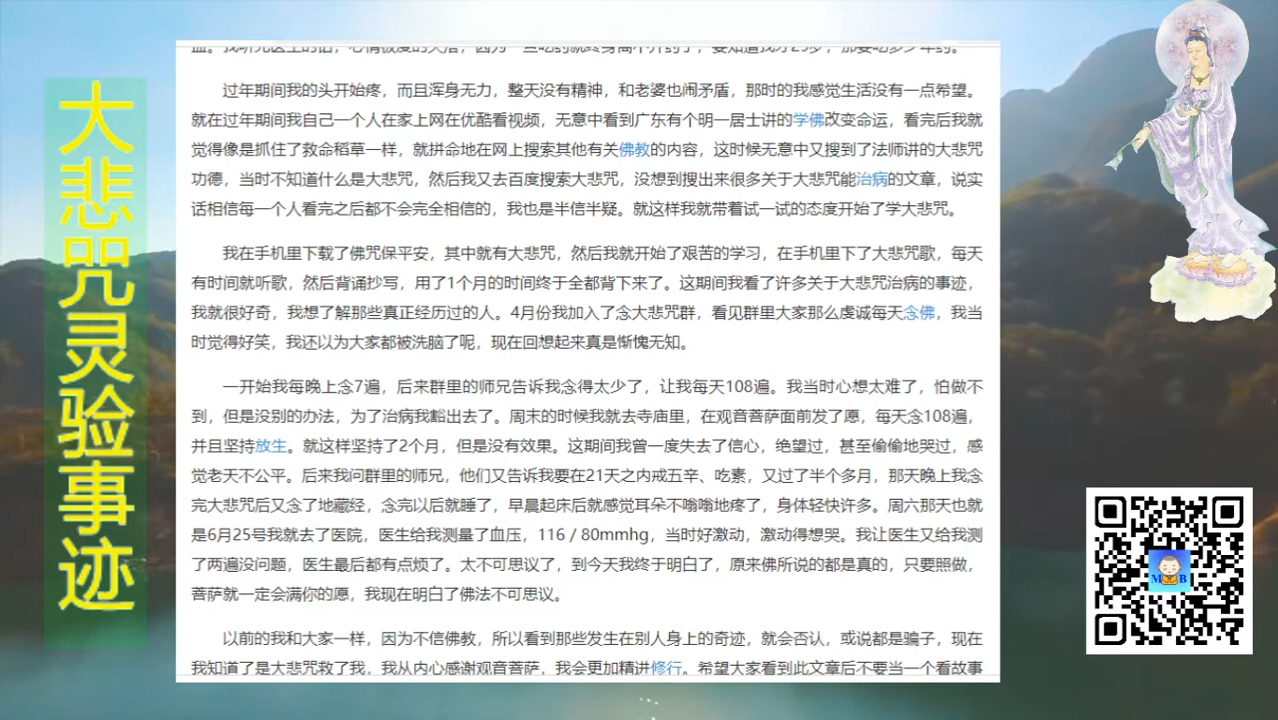 大悲咒灵验事迹
过年期间我的头开始疼，而且浑身无力，整天没有精神，和老婆也闹矛盾，那时的我感觉生活没有一点希望。
就在过年期间我自己一个人在家上网在优酷看视频，无意中看到广东有个明一居士讲的学佛改变命运，看完后我就
觉得像是抓住了救命稻草一样，就拼命地在网上搜索其他有关佛教的内容，这时候无意中又搜到了法师讲的大悲咒
功德，当时不知道什么是大悲咒，然后我又去百度搜索大悲咒，没想到搜出来很多关于大悲咒能治病的文章，说实
话相信每一个人看完之后都不会完全相信的，我也是半信半疑。就这样我就带着试一试的态度开始了学大悲咒。
我在手机里下载了佛咒保平安，其中就有大悲咒，然后我就开始了艰苦的学习，在手机里下了大悲咒歌，每天
有时间就听歌，然后背诵抄写，用了1个月的时间终于全都背下来了。这期间我看了许多关于大悲咒治病的事迹，
我就很好奇，我想了解那些真正经历过的人。4月份我加入了念大悲咒群，看见群里大家那么虔诚每天念佛，我当
时觉得好笑，我还以为大家都被洗脑了呢，现在回想起来真是惭愧无知。
一开始我每晚上念7遍，后来群里的师兄告诉我念得太少了，让我每天108遍。我当时心想太难了，怕做不
到，但是没别的办法，为了治病我豁出去了。周末的时候我就去寺庙里，在观音菩萨面前发了愿，每天念108遍，
并且坚持放生。就这样坚持了2个月，但是没有效果。这期间我曾一度失去了信心，绝望过，甚至偷偷地哭过，感
觉老天不公平。后来我问群里的师兄，他们又告诉我要在21天之内戒五辛、吃素，又过了半个多月，那天晚上我念
完大悲咒后又念了地藏经，念完以后就睡了，早晨起床后就感觉耳朵不嗡嗡地疼了，身体轻快许多。周六那天也就
是6月25号我就去了医院，医生给我测量了血压，116 / 80mmhg，当时好激动，激动得想哭。我让医生又给我测
了两遍没问题，医生最后都有点烦了。太不可思议了，到今天我终于明白了，原来佛所说的都是真的，只要照做，
菩萨就一定会满你的愿，我现在明白了佛法不可思议。
以前的我和大家一样，因为不信佛教，所以看到那些发生在别人身上的奇迹，就会否认，或说都是骗子，现在
我知道了是大悲咒救了我，我从内心感谢观音菩萨，我会更加精进修行。希望大家看到此文章后不要当一个看故事
M B